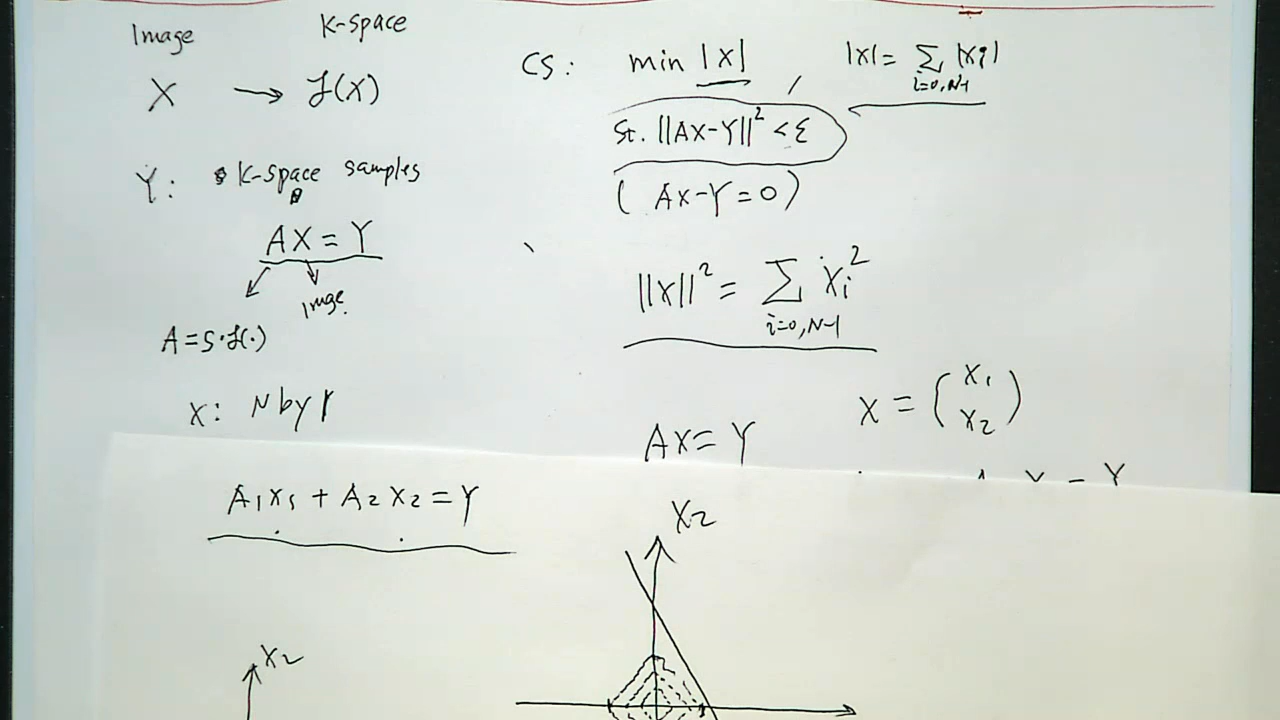 Image K-space
X → ℱ(X)
Y: K-space samples
AX = Y
Image
A = S·ℱ(·)
X: N by 1
CS: min |X| , |X| = Σ |Xi|
i=0,N-1
St. ||AX-Y||² < ε
( AX-Y = 0 )
||X||² = Σ Xi²
i=0,N-1
X = (X1
X2)
AX = Y
A1X1 + A2X2 = Y
X2
X2